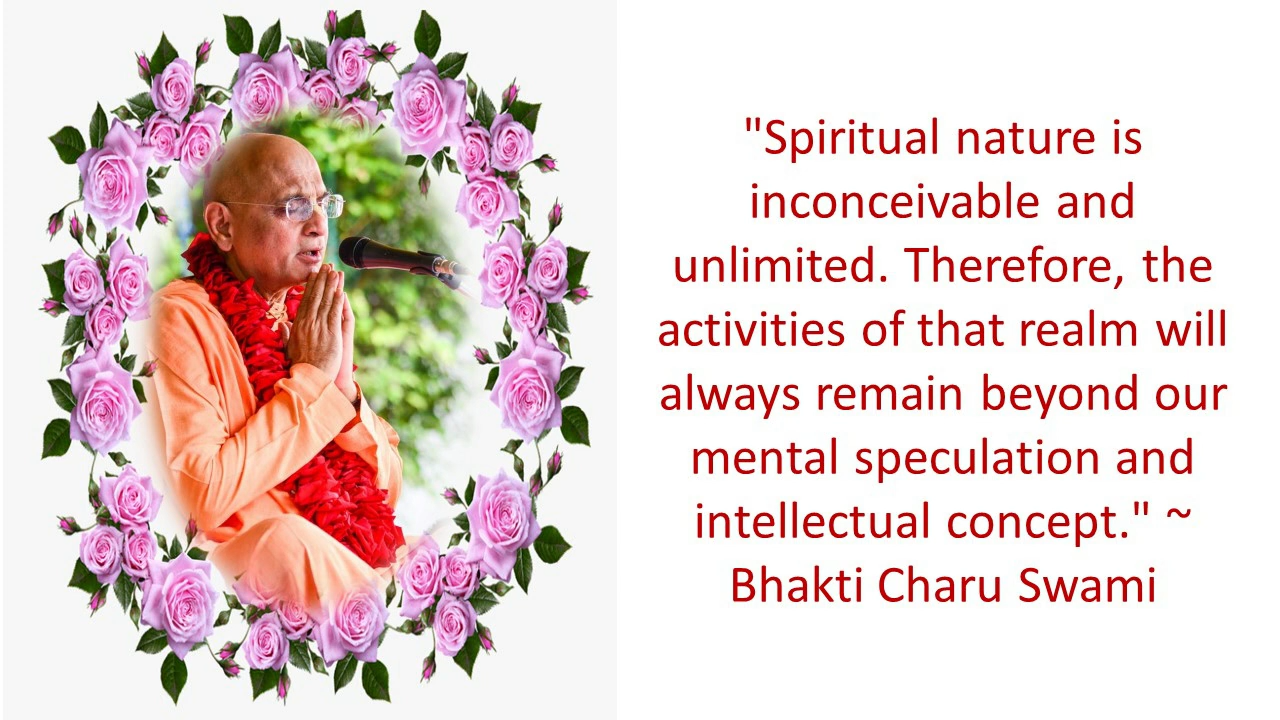 "Spiritual nature is
inconceivable and
unlimited. Therefore, the
activities of that realm will
always remain beyond our
mental speculation and
intellectual concept." ~
Bhakti Charu Swami